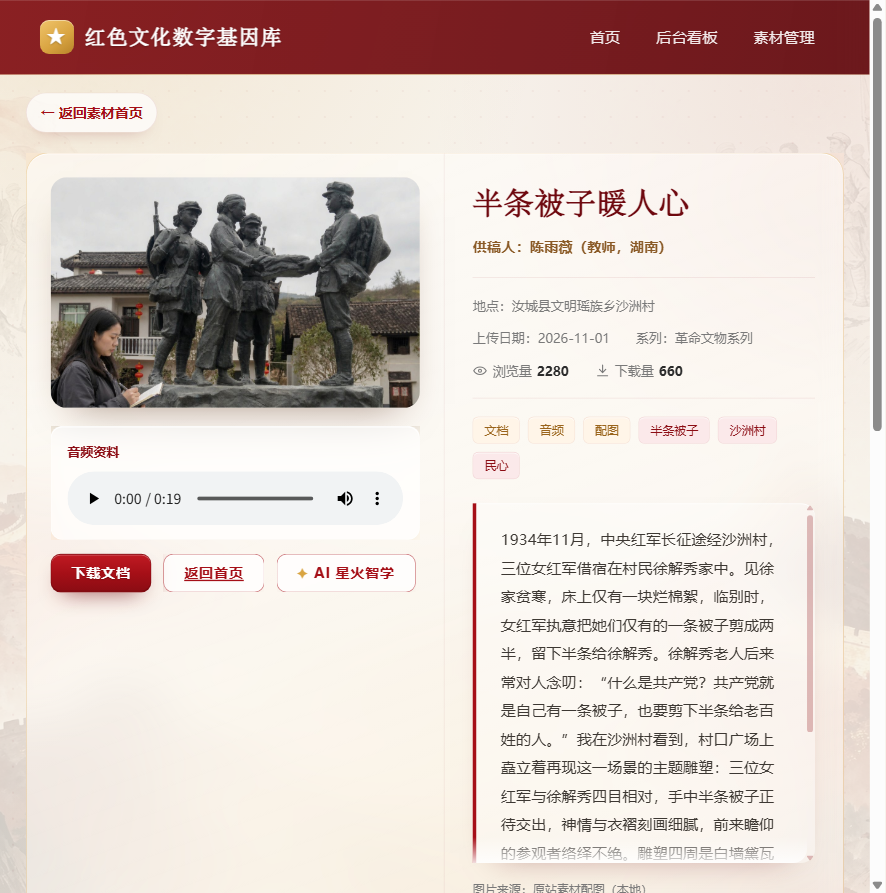 红色文化数字基因库
首页
后台看板
素材管理
← 返回素材首页
音频资料
0:00 / 0:19
下载文档
返回首页
AI 星火智学
半条被子暖人心
供稿人：陈雨薇（教师，湖南）
地点：汝城县文明瑶族乡沙洲村
上传日期：2026-11-01 系列：革命文物系列
浏览量 2280 下载量 660
文档 音频 配图 半条被子 沙洲村
民心
1934年11月，中央红军长征途经沙洲村，
三位女红军借宿在村民徐解秀家中。见徐
家贫寒，床上仅有一块烂棉絮，临别时，
女红军执意把她们仅有的一条被子剪成两
半，留下半条给徐解秀。徐解秀老人后来
常对人念叨：“什么是共产党？共产党就
是自己有一条被子，也要剪下半条给老百
姓的人。”我在沙洲村看到，村口广场上
矗立着再现这一场景的主题雕塑：三位女
红军与徐解秀四目相对，手中半条被子正
待交出，神情与衣褶刻画细腻，前来瞻仰
的参观者络绎不绝。雕塑四周是白墙黛瓦
图片来源：原站素材配图（本地）